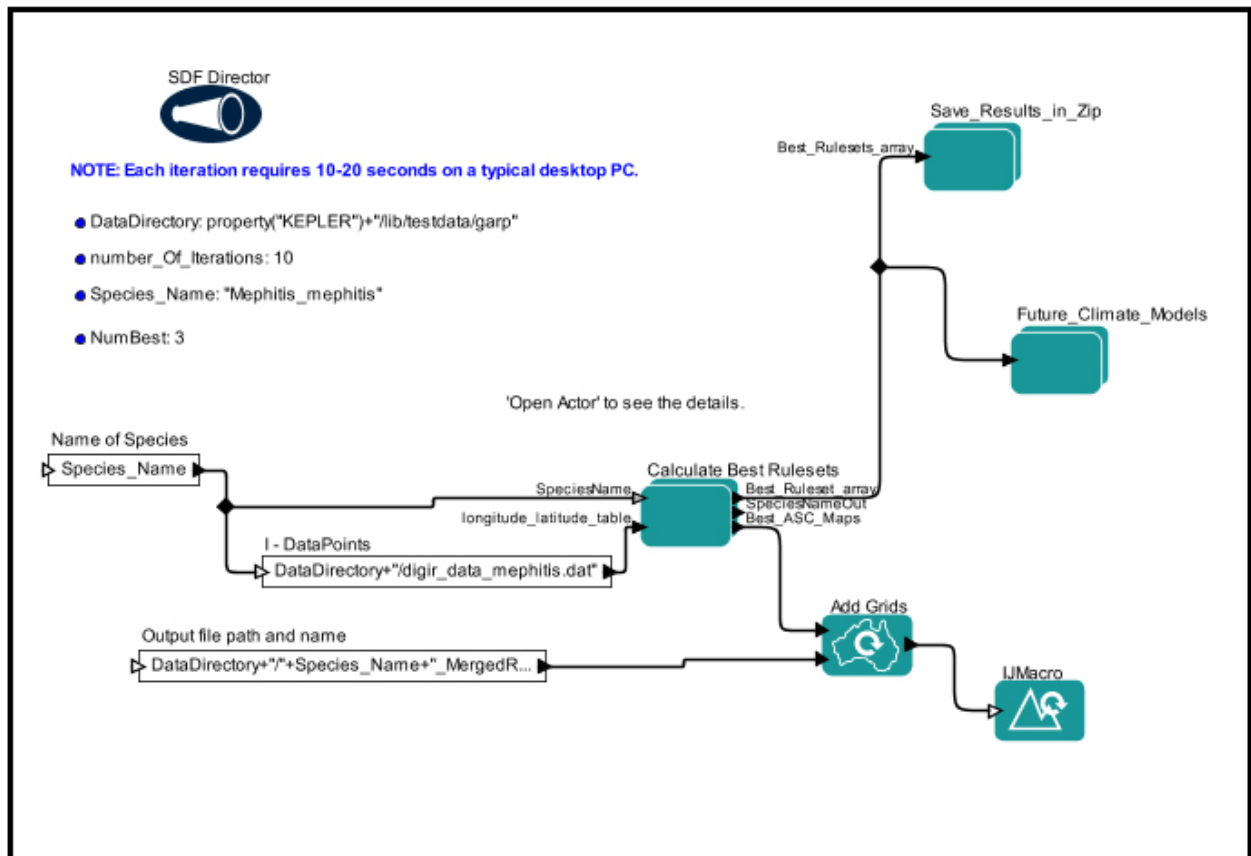 SDF Director
NOTE: Each iteration requires 10-20 seconds on a typical desktop PC.
DataDirectory: property("KEPLER")+"/lib/testdata/garp"
number_Of_Iterations: 10
Species_Name: "Mephitis_mephitis"
NumBest: 3
Save_Results_in_Zip
Best_Rulesets_array
Future_Climate_Models
'Open Actor' to see the details.
Name of Species
Species_Name
Calculate Best Rulesets
SpeciesName
longitude_latitude_table
Best_Ruleset_array
SpeciesNameOut
Best_ASC_Maps
I - DataPoints
DataDirectory+"/digir_data_mephitis.dat"
Output file path and name
DataDirectory+"/"+Species_Name+"_MergedR...
Add Grids
IJMacro